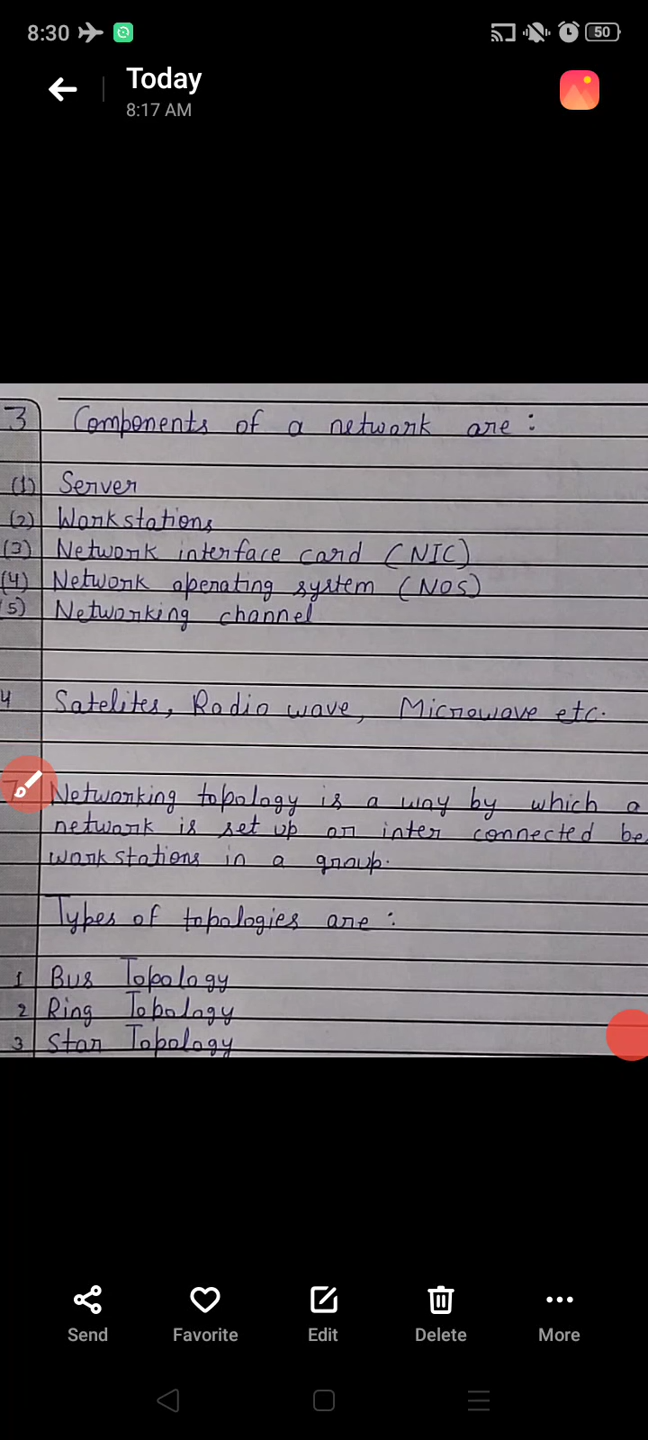 8:30
50
Today
8:17 AM
3 Components of a network are :
(1) Server
(2) Workstations
(3) Network interface card (NIC)
(4) Network operating system (NOS)
(5) Networking channel
4 Satelites, Radio wave, Microwave etc.
Networking topology is a way by which a
network is set up or inter connected be
workstations in a group.
Types of topologies are :
1 Bus Topology
2 Ring Topology
3 Star Topology
Send Favorite Edit Delete More